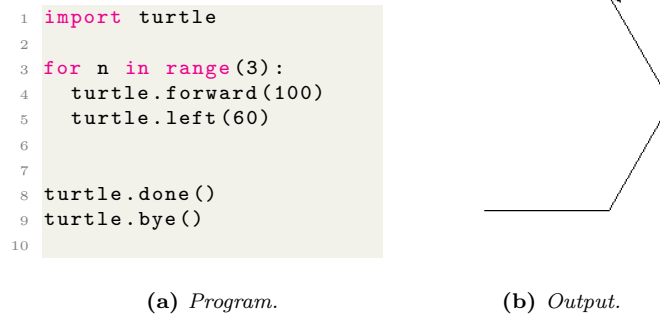 1 import turtle
2
3 for n in range(3):
4   turtle.forward(100)
5   turtle.left(60)
6
7
8 turtle.done()
9 turtle.bye()
10
(a) Program.
(b) Output.